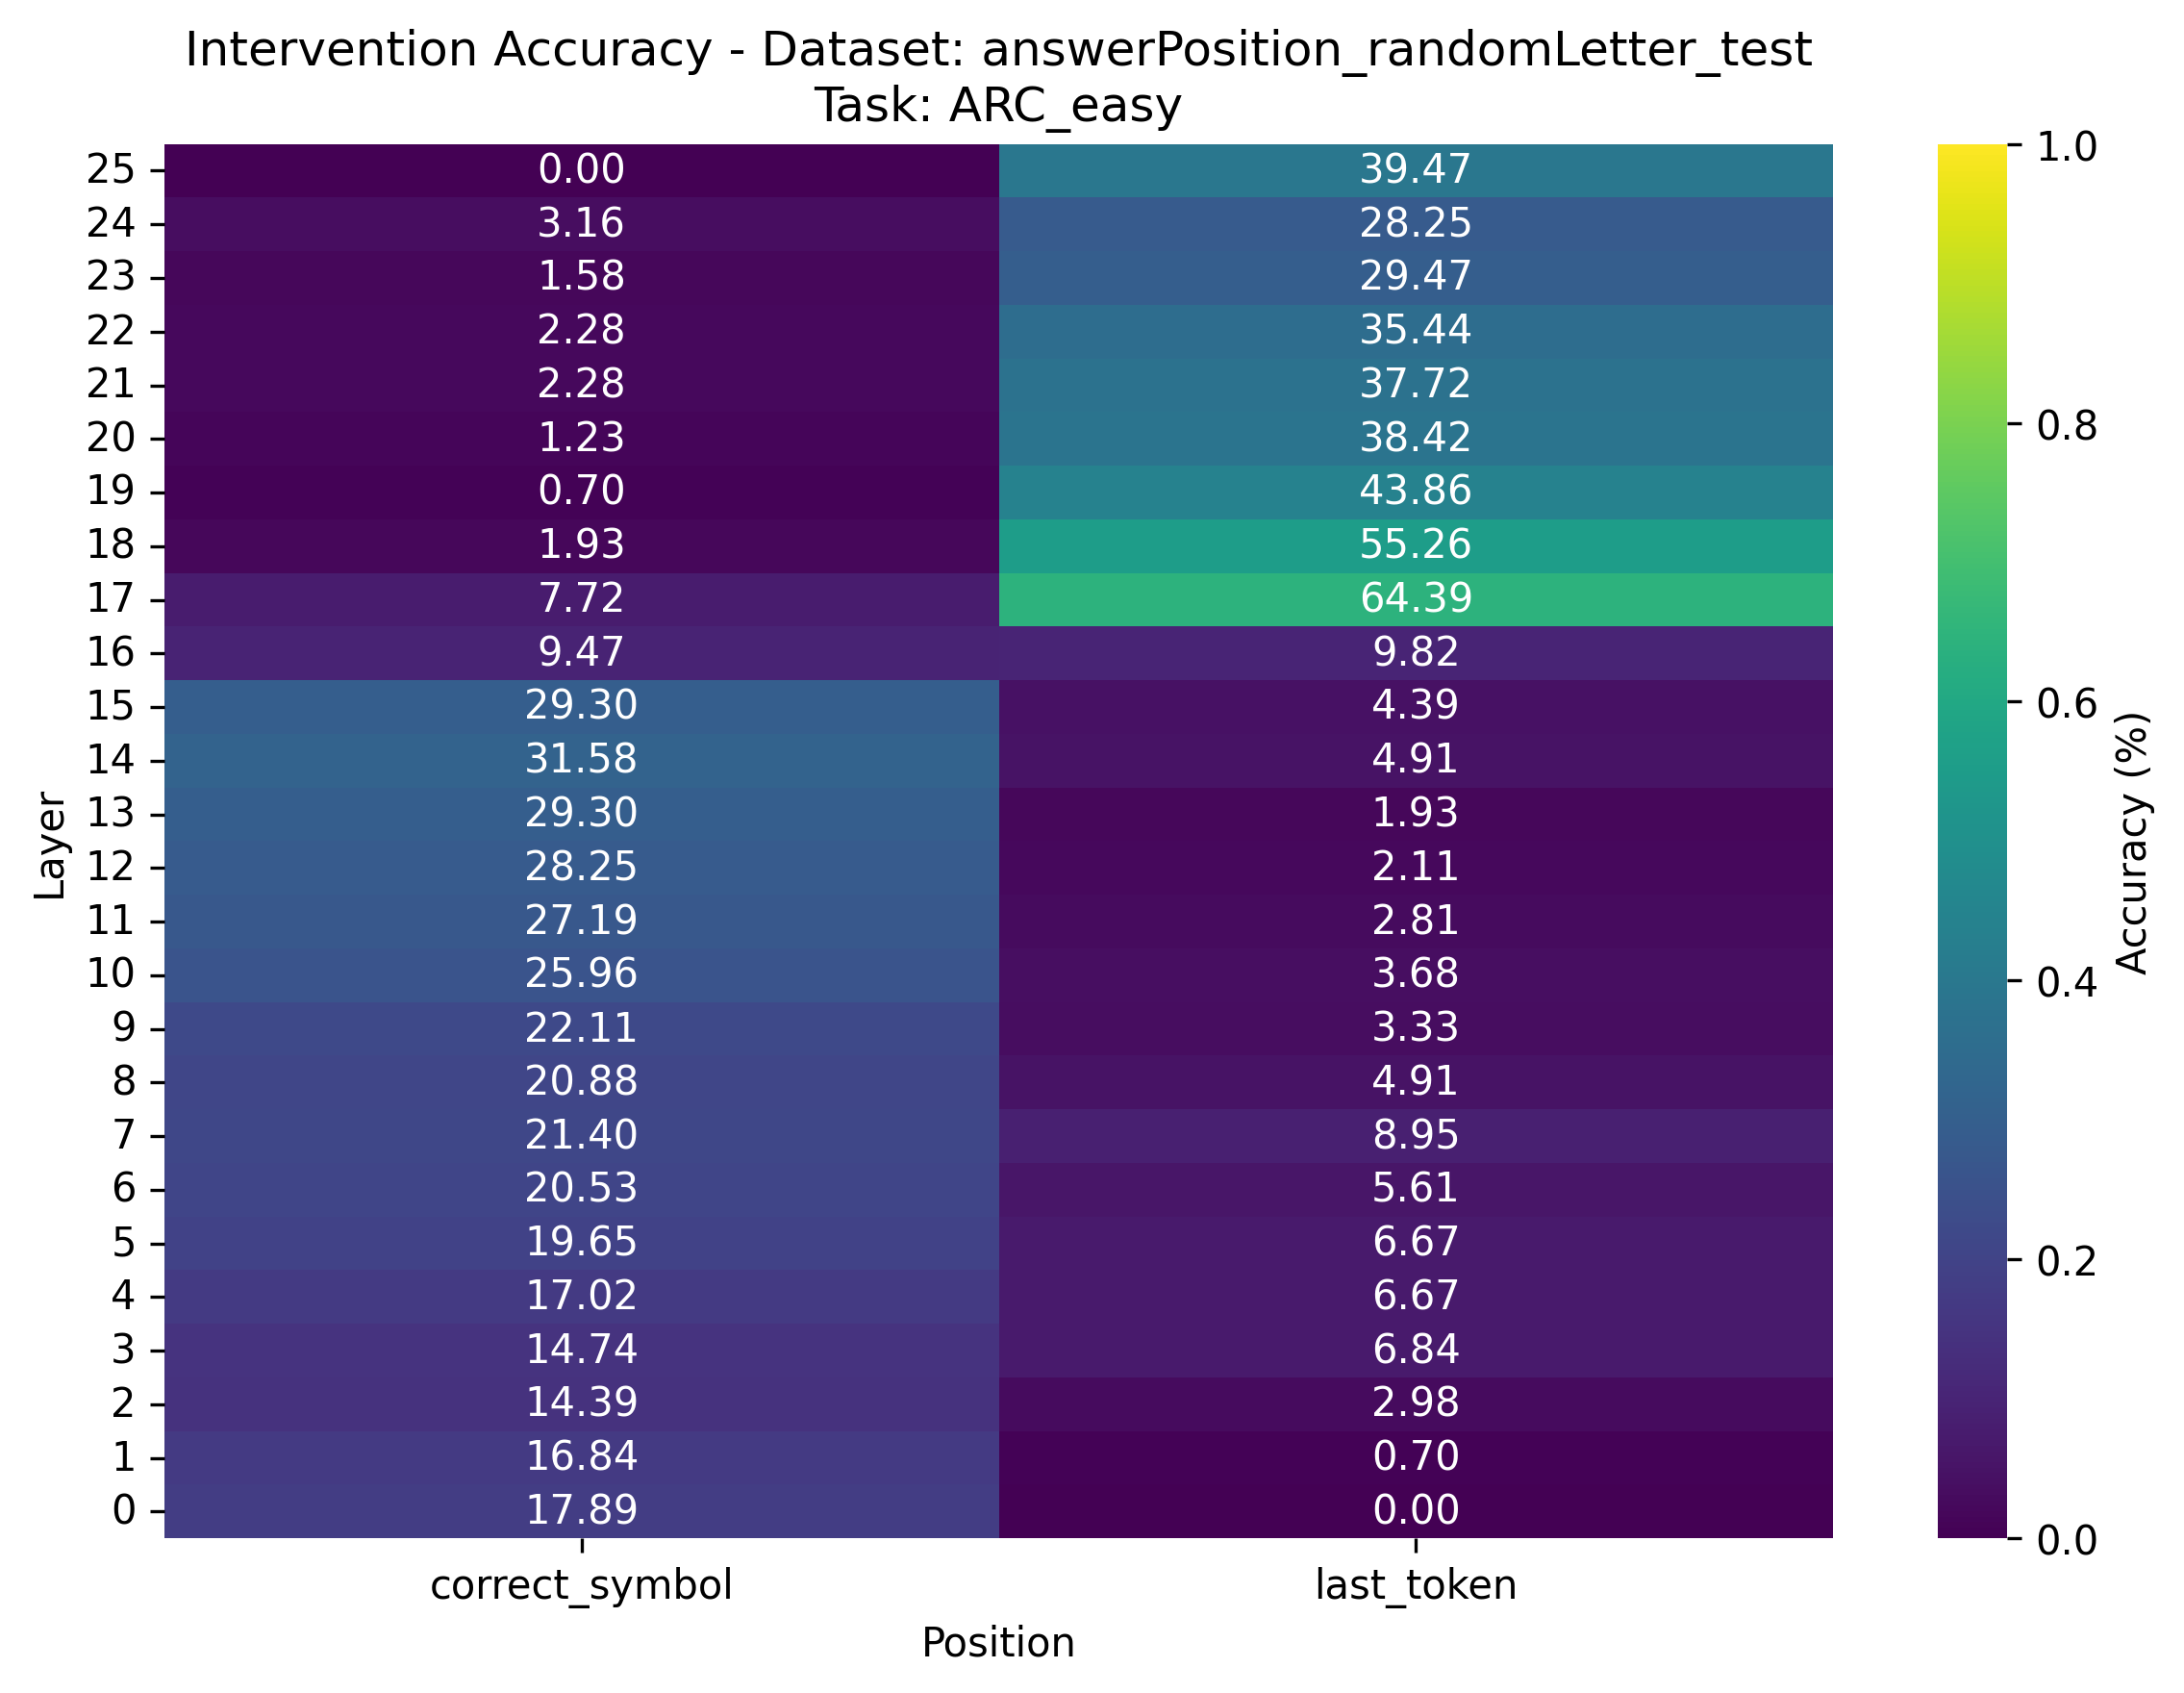 Intervention Accuracy - Dataset: answerPosition_randomLetter_test
Task: ARC_easy
25 0.00 39.47
24 3.16 28.25
23 1.58 29.47
22 2.28 35.44
21 2.28 37.72
20 1.23 38.42
19 0.70 43.86
18 1.93 55.26
17 7.72 64.39
16 9.47 9.82
15 29.30 4.39
14 31.58 4.91
13 29.30 1.93
12 28.25 2.11
11 27.19 2.81
10 25.96 3.68
9 22.11 3.33
8 20.88 4.91
7 21.40 8.95
6 20.53 5.61
5 19.65 6.67
4 17.02 6.67
3 14.74 6.84
2 14.39 2.98
1 16.84 0.70
0 17.89 0.00
Layer
correct_symbol last_token
Position
1.0
0.8
0.6
0.4
0.2
0.0
Accuracy (%)